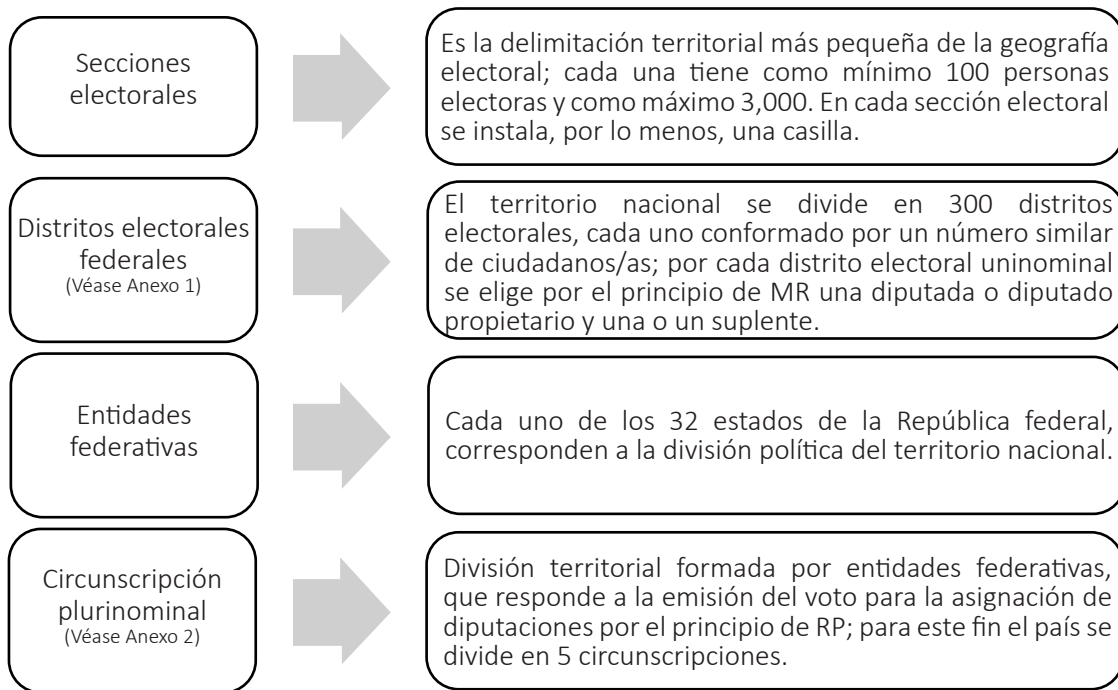 Secciones
electorales
Es la delimitación territorial más pequeña de la geografía
electoral; cada una tiene como mínimo 100 personas
electoras y como máximo 3,000. En cada sección electoral
se instala, por lo menos, una casilla.
Distritos electorales
federales
(Véase Anexo 1)
El territorio nacional se divide en 300 distritos
electorales, cada uno conformado por un número similar
de ciudadanos/as; por cada distrito electoral uninominal
se elige por el principio de MR una diputada o diputado
propietario y una o un suplente.
Entidades
federativas
Cada uno de los 32 estados de la República federal,
corresponden a la división política del territorio nacional.
Circunscripción
plurinominal
(Véase Anexo 2)
División territorial formada por entidades federativas,
que responde a la emisión del voto para la asignación de
diputaciones por el principio de RP; para este fin el país se
divide en 5 circunscripciones.